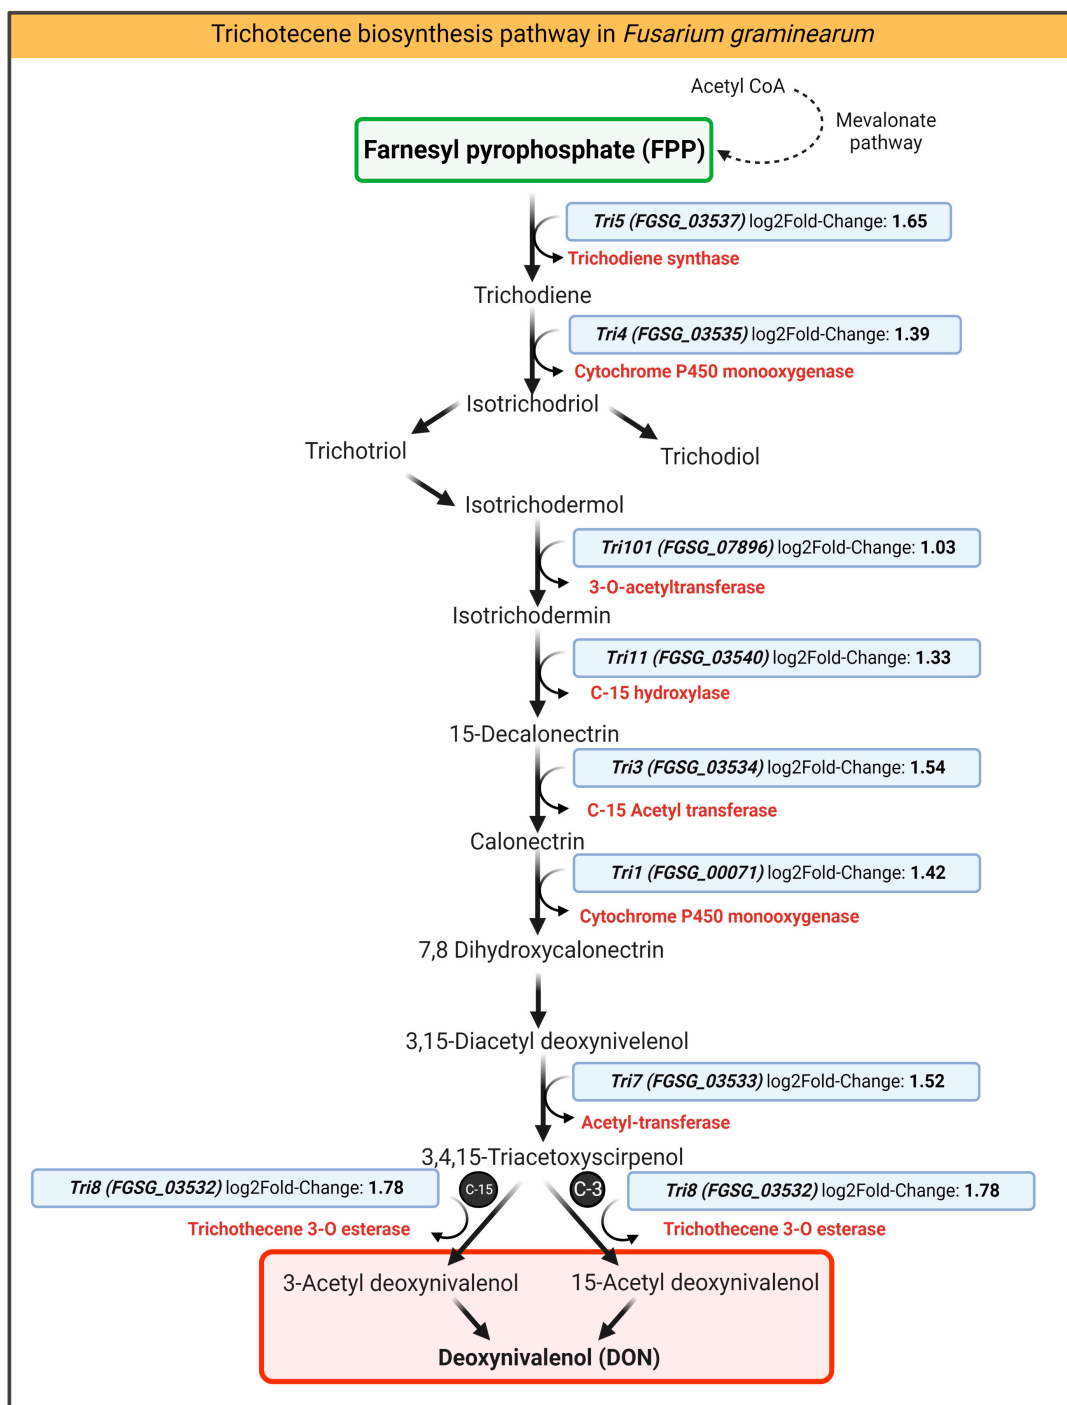 Trichotecene biosynthesis pathway in Fusarium graminearum
Acetyl CoA
Mevalonate
pathway
Farnesyl pyrophosphate (FPP)
Tri5 (FGSG_03537) log2Fold-Change: 1.65
Trichodiene synthase
Trichodiene
Tri4 (FGSG_03535) log2Fold-Change: 1.39
Cytochrome P450 monooxygenase
Isotrichodriol
Trichotriol
Trichodiol
Isotrichodermol
Tri101 (FGSG_07896) log2Fold-Change: 1.03
3-O-acetyltransferase
Isotrichodermin
Tri11 (FGSG_03540) log2Fold-Change: 1.33
C-15 hydroxylase
15-Decalonectrin
Tri3 (FGSG_03534) log2Fold-Change: 1.54
C-15 Acetyl transferase
Calonectrin
Tri1 (FGSG_00071) log2Fold-Change: 1.42
Cytochrome P450 monooxygenase
7,8 Dihydroxycalonectrin
3,15-Diacetyl deoxynivelenol
Tri7 (FGSG_03533) log2Fold-Change: 1.52
Acetyl-transferase
3,4,15-Triacetoxyscirpenol
Tri8 (FGSG_03532) log2Fold-Change: 1.78
C-15
C-3
Tri8 (FGSG_03532) log2Fold-Change: 1.78
Trichothecene 3-O esterase
Trichothecene 3-O esterase
3-Acetyl deoxynivalenol
15-Acetyl deoxynivalenol
Deoxynivalenol (DON)